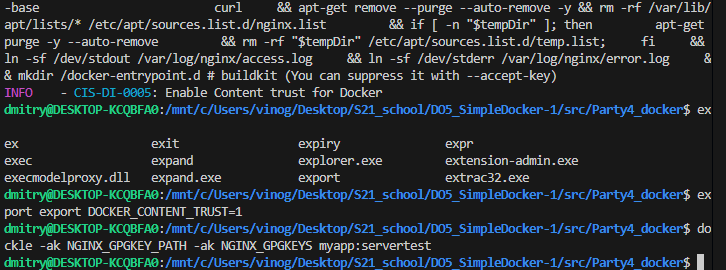 -base                         curl     && apt-get remove --purge --auto-remove -y && rm -rf /var/lib/
apt/lists/* /etc/apt/sources.list.d/nginx.list         && if [ -n "$tempDir" ]; then         apt-get
purge -y --auto-remove         && rm -rf "$tempDir" /etc/apt/sources.list.d/temp.list;     fi     &&
ln -sf /dev/stdout /var/log/nginx/access.log     && ln -sf /dev/stderr /var/log/nginx/error.log     &
& mkdir /docker-entrypoint.d # buildkit (You can suppress it with --accept-key)
INFO    - CIS-DI-0005: Enable Content trust for Docker
dmitry@DESKTOP-KCQBFA0:/mnt/c/Users/vinog/Desktop/S21_school/DO5_SimpleDocker-1/src/Party4_docker$ ex
ex                  exit                expiry              expr
exec                expand              explorer.exe        extension-admin.exe
execmodelproxy.dll  expand.exe          export              extrac32.exe
dmitry@DESKTOP-KCQBFA0:/mnt/c/Users/vinog/Desktop/S21_school/DO5_SimpleDocker-1/src/Party4_docker$ ex
port export DOCKER_CONTENT_TRUST=1
dmitry@DESKTOP-KCQBFA0:/mnt/c/Users/vinog/Desktop/S21_school/DO5_SimpleDocker-1/src/Party4_docker$ do
ckle -ak NGINX_GPGKEY_PATH -ak NGINX_GPGKEYS myapp:servertest
dmitry@DESKTOP-KCQBFA0:/mnt/c/Users/vinog/Desktop/S21_school/DO5_SimpleDocker-1/src/Party4_docker$